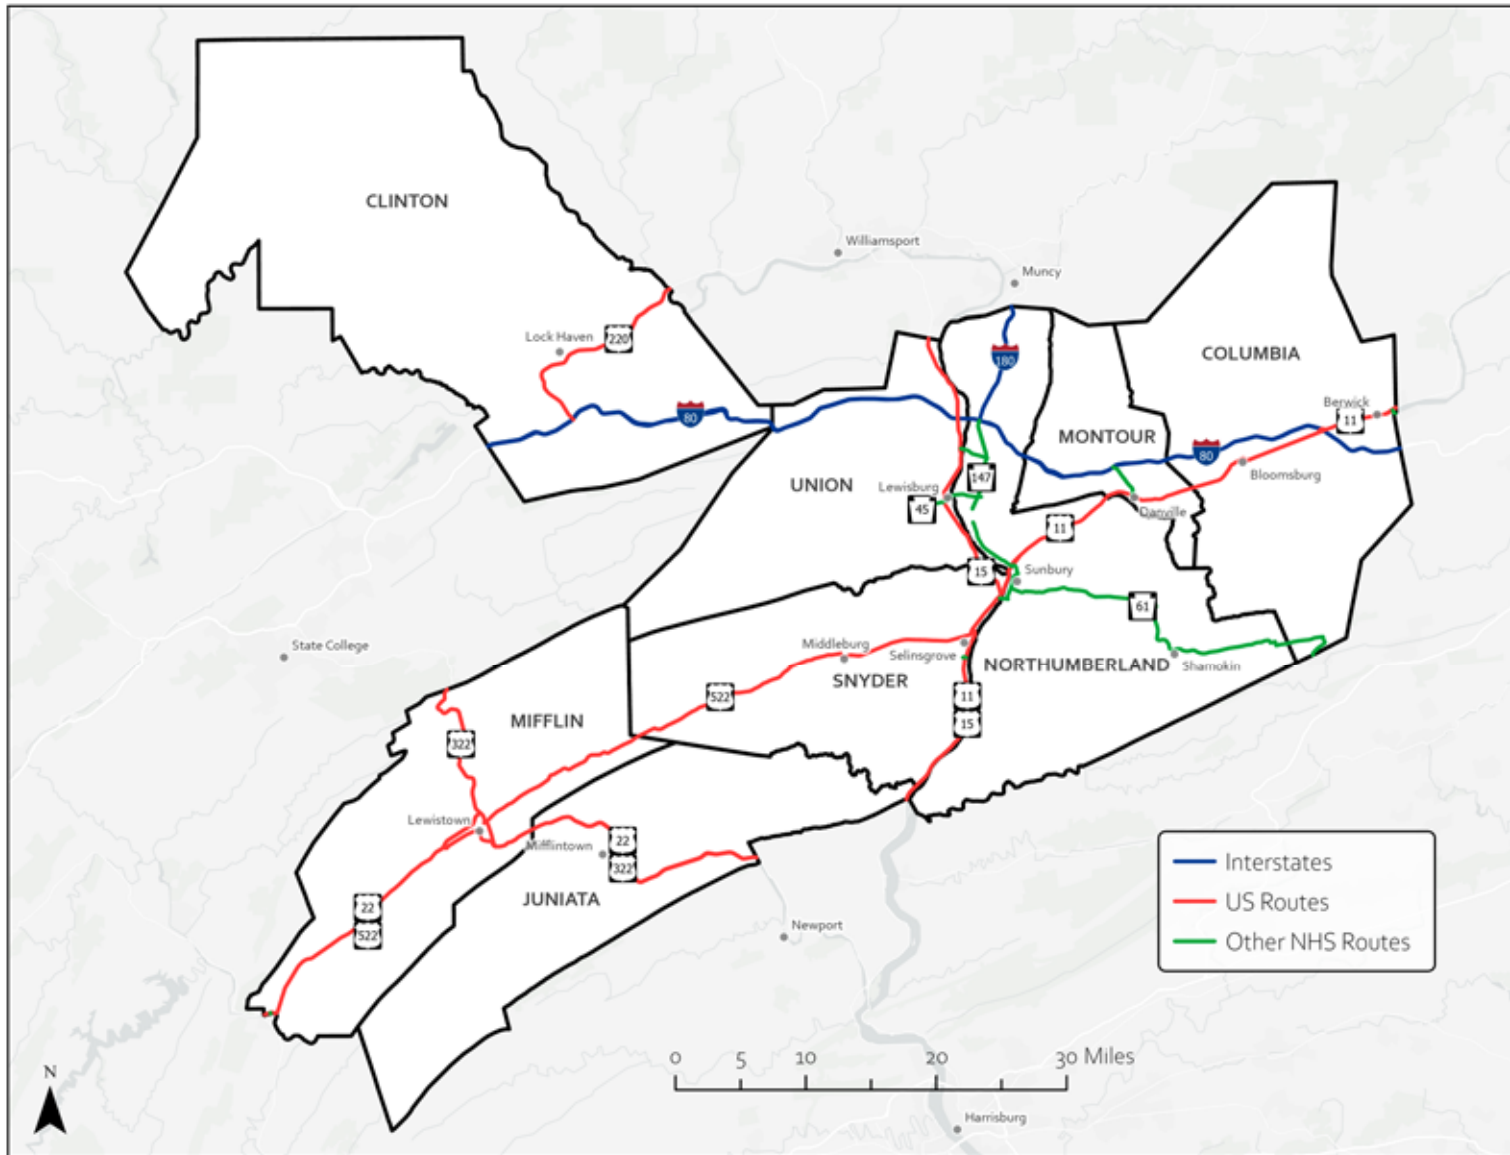 CLINTON
Williamsport
Muncy
Lock Haven
220
180
COLUMBIA
80
Berwick
11
MONTOUR
80
Bloomsburg
UNION
Lewisburg
147
45
Danville
11
15
Sunbury
61
State College
Middleburg
Selinsgrove
NORTHUMBERLAND
Shamokin
SNYDER
522
11
15
MIFFLIN
322
Lewistown
Mifflintown
22
322
JUNIATA
22
522
Newport
Interstates
US Routes
Other NHS Routes
0 5 10 20 30 Miles
N
Harrisburg